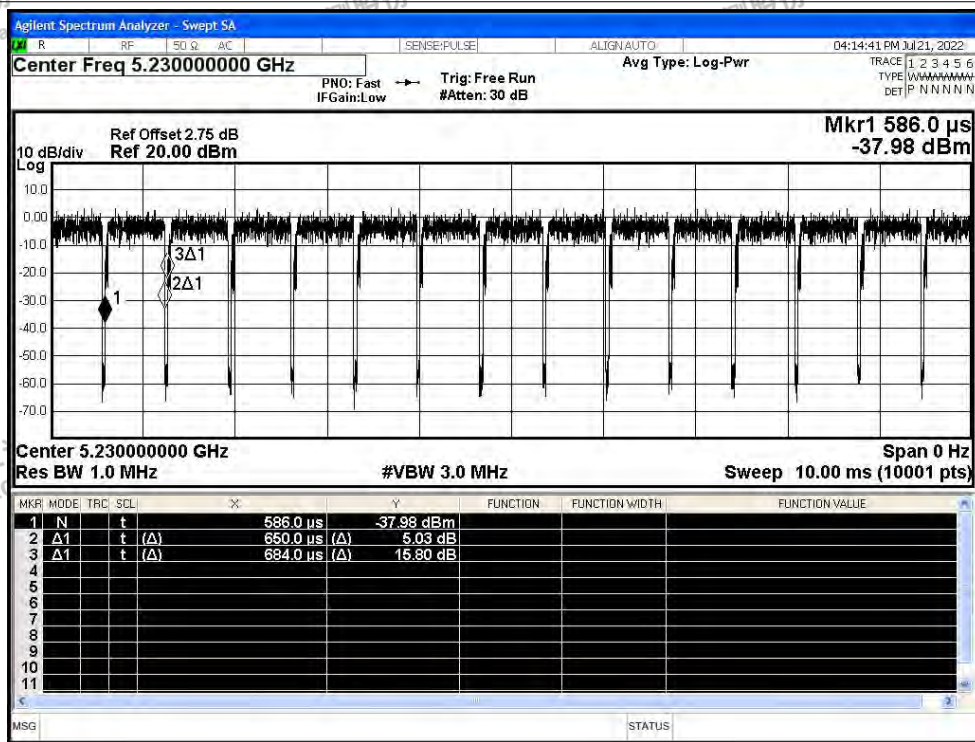 Agilent Spectrum Analyzer - Swept SA
R RF 50 Ω AC SENSE:PULSE ALIGN AUTO 04:14:41 PM Jul 21, 2022
Center Freq 5.230000000 GHz
PNO: Fast
IFGain:Low
Trig: Free Run
#Atten: 30 dB
Avg Type: Log-Pwr
TRACE 1 2 3 4 5 6
TYPE
DET P N N N N N
Ref Offset 2.75 dB
10 dB/div Ref 20.00 dBm
Log
Mkr1 586.0 µs
-37.98 dBm
10.0
0.00
-10.0
-20.0
-30.0
-40.0
-50.0
-60.0
-70.0
3Δ1
2Δ1
1
Center 5.230000000 GHz Span 0 Hz
Res BW 1.0 MHz #VBW 3.0 MHz Sweep 10.00 ms (10001 pts)
MKR MODE TRC SCL X Y FUNCTION FUNCTION WIDTH FUNCTION VALUE
1 N t 586.0 µs -37.98 dBm
2 Δ1 t (Δ) 650.0 µs (Δ) 5.03 dB
3 Δ1 t (Δ) 684.0 µs (Δ) 15.80 dB
4
5
6
7
8
9
10
11
MSG STATUS